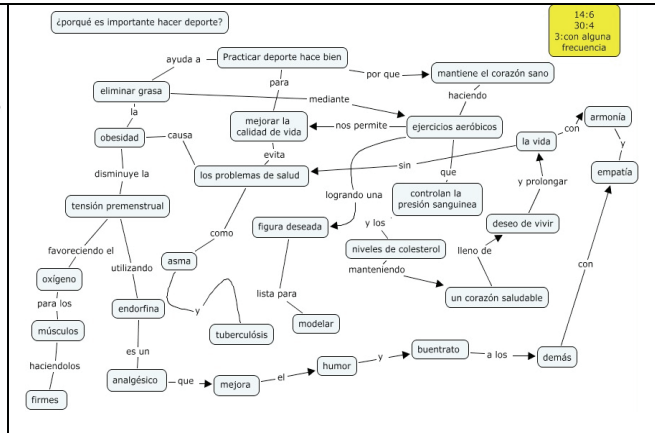 ¿porqué es importante hacer deporte?
14:6
30:4
3:con alguna
frecuencia
ayuda a
Practicar deporte hace bien
por que
mantiene el corazón sano
eliminar grasa
para
mediante
haciendo
la
mejorar la
calidad de vida
nos permite
ejercicios aeróbicos
armonía
con
la vida
y
obesidad
causa
evita
sin
que
empatía
disminuye la
los problemas de salud
logrando una
controlan la
presión sanguinea
y prolongar
tensión premenstrual
como
figura deseada
y los
deseo de vivir
favoreciendo el
utilizando
asma
niveles de colesterol
lleno de
con
oxígeno
manteniendo
para los
endorfina
y
lista para
un corazón saludable
músculos
tuberculósis
modelar
es un
haciendolos
analgésico
que
mejora
el
humor
y
buentrato
a los
demás
firmes